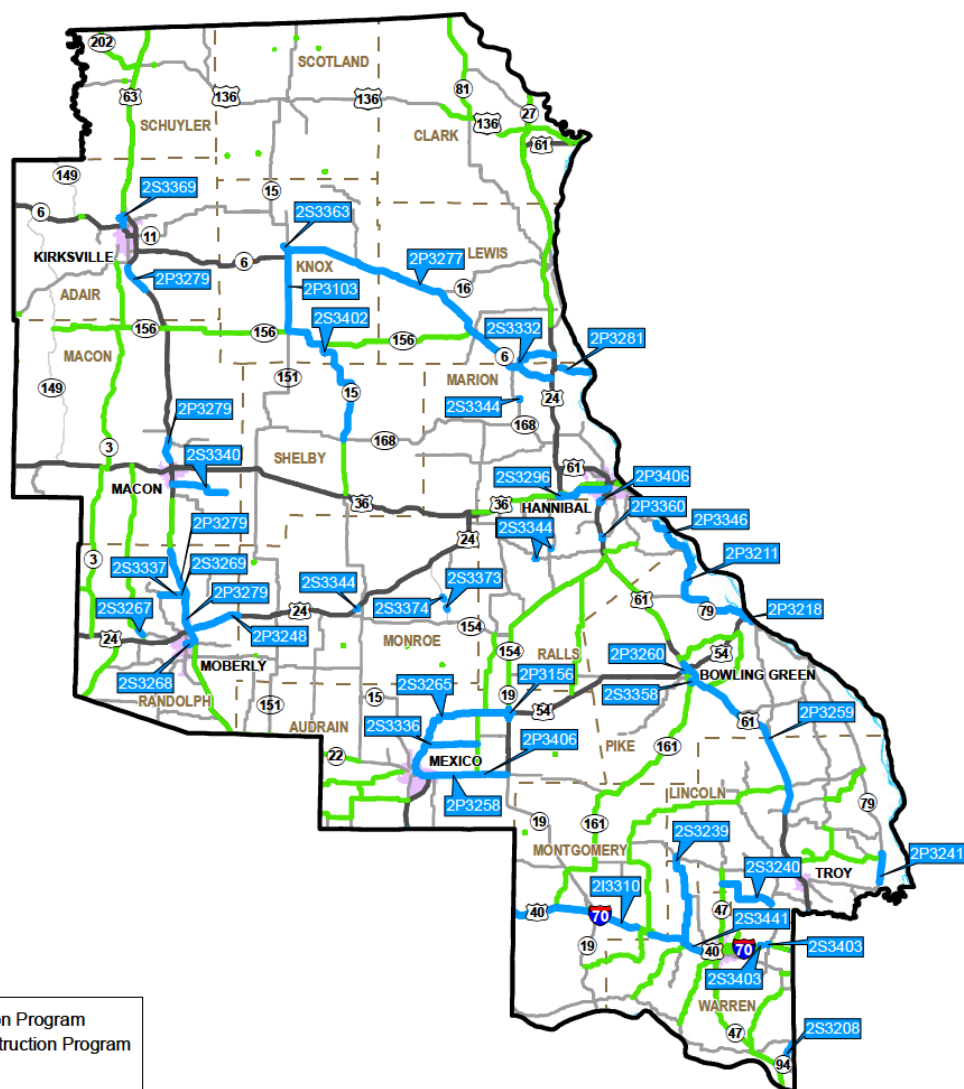 202
SCOTLAND
63
136
136
81
SCHUYLER
27
136
CLARK
61
149
15
2S3369
6
2S3363
11
KIRKSVILLE
LEWIS
6
KNOX
2P3277
16
2P3279
2P3103
ADAIR
2S3402
2S3332
156
156
156
2P3281
MACON
6
149
151
MARION
15
24
2S3344
2P3279
168
168
3
SHELBY
2S3340
61
2P3406
MACON
2S3296
36
36
HANNIBAL
2P3360
2P3279
24
2S3344
2P3346
3
2S3337
2S3269
2P3211
2S3344
2S3373
2P3279
61
2S3267
24
2S3374
79
24
2P3218
2P3248
MONROE
154
MOBERLY
RALLS
2P3260
54
154
2S3268
2P3156
BOWLING GREEN
RANDOLPH
2S3265
19
2S3358
151
15
54
61
AUDRAIN
2P3259
2S3336
PIKE
161
22
MEXICO
2P3406
LINCOLN
2P3258
79
19
161
2S3239
MONTGOMERY
2P3241
2S3240
TROY
2I3310
47
40
70
2S3441
19
40
70
2S3403
2S3403
WARREN
on Program
47
truction Program
2S3208
94